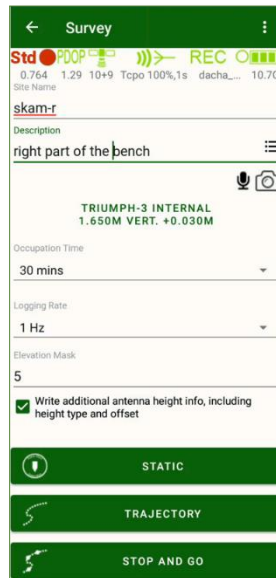 Survey
Std PDOP REC
0.764 1.29 10+9 Tcpo 100%,1s dacha_... 10.70
Site Name
skam-r
Description
right part of the bench
TRIUMPH-3 INTERNAL
1.650M VERT. +0.030M
Occupation Time
30 mins
Logging Rate
1 Hz
Elevation Mask
5
Write additional antenna height info, including
height type and offset
STATIC
TRAJECTORY
STOP AND GO